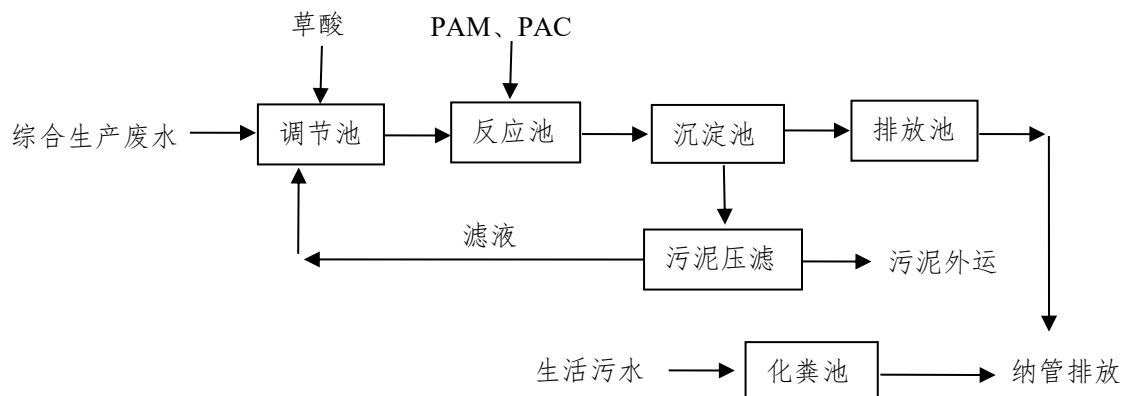 草酸
PAM、PAC
综合生产废水
调节池
反应池
沉淀池
排放池
滤液
污泥压滤
污泥外运
生活污水
化粪池
纳管排放